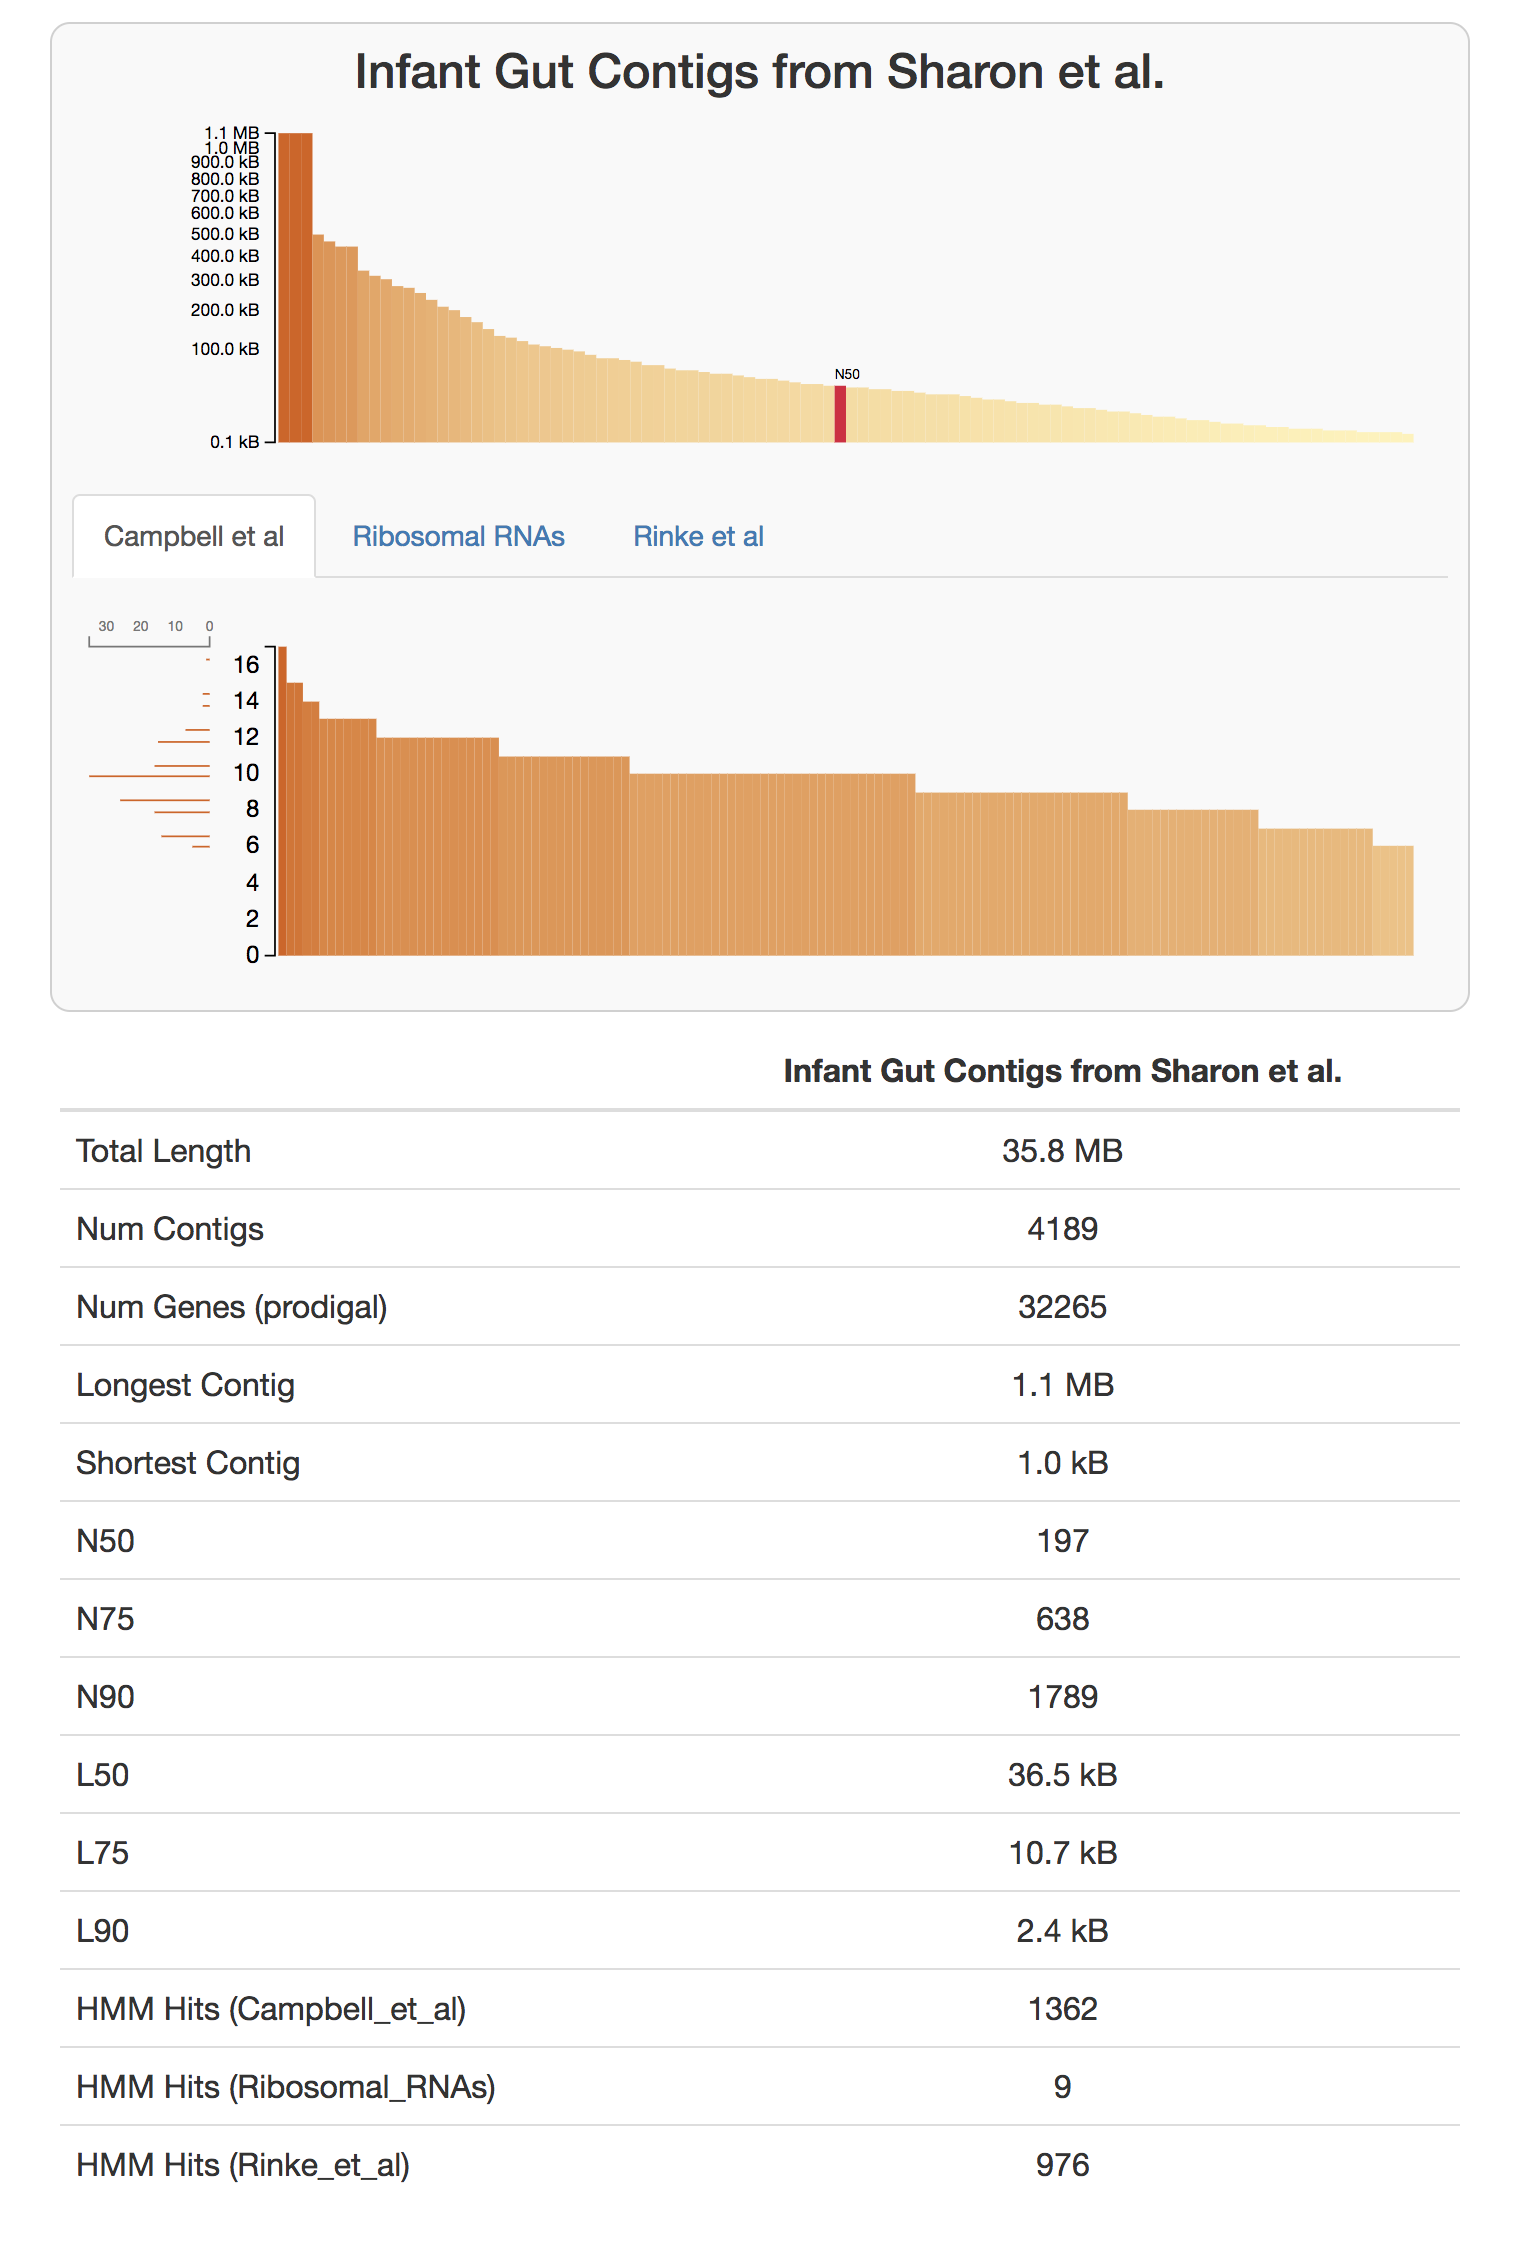 Infant Gut Contigs from Sharon et al.
1.1 MB
1.0 MB
900.0 kB
800.0 kB
700.0 kB
600.0 kB
500.0 kB
400.0 kB
300.0 kB
200.0 kB
100.0 kB
N50
0.1 kB
Campbell et al Ribosomal RNAs Rinke et al
30 20 10 0
16
14
12
10
8
6
4
2
0
Infant Gut Contigs from Sharon et al.
Total Length 35.8 MB
Num Contigs 4189
Num Genes (prodigal) 32265
Longest Contig 1.1 MB
Shortest Contig 1.0 kB
N50 197
N75 638
N90 1789
L50 36.5 kB
L75 10.7 kB
L90 2.4 kB
HMM Hits (Campbell_et_al) 1362
HMM Hits (Ribosomal_RNAs) 9
HMM Hits (Rinke_et_al) 976